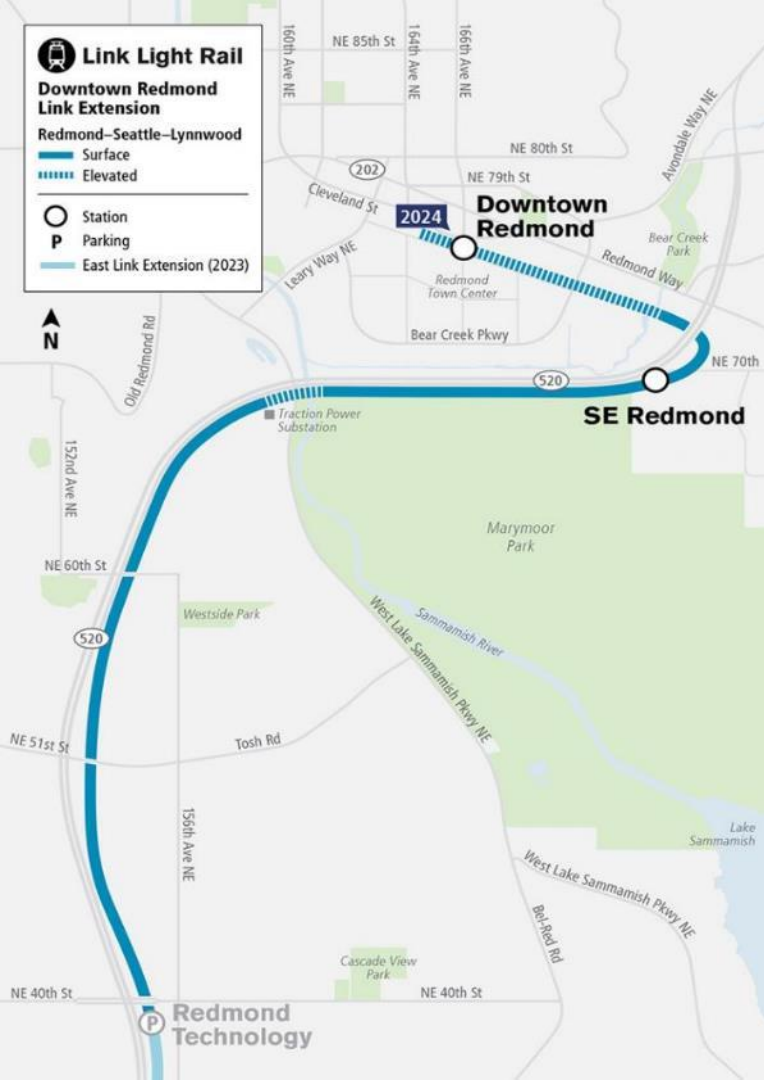 Link Light Rail
Downtown Redmond
Link Extension
Redmond–Seattle–Lynnwood
Surface
Elevated
Station
P Parking
East Link Extension (2023)
N
160th Ave NE
NE 85th St
164th Ave NE
166th Ave NE
Avondale Way NE
NE 80th St
202
NE 79th St
Cleveland St
2024
Downtown
Redmond
Bear Creek
Park
Leary Way NE
Redmond Way
Redmond
Town Center
Old Redmond Rd
Bear Creek Pkwy
NE 70th
520
SE Redmond
Traction Power
Substation
152nd Ave NE
Marymoor
Park
NE 60th St
Westside Park
520
West Lake Sammamish Pkwy NE
Sammamish River
NE 51st St
Tosh Rd
156th Ave NE
Lake
Sammamish
West Lake Sammamish Pkwy NE
Bel-Red Rd
Cascade View
Park
NE 40th St
NE 40th St
P
Redmond
Technology